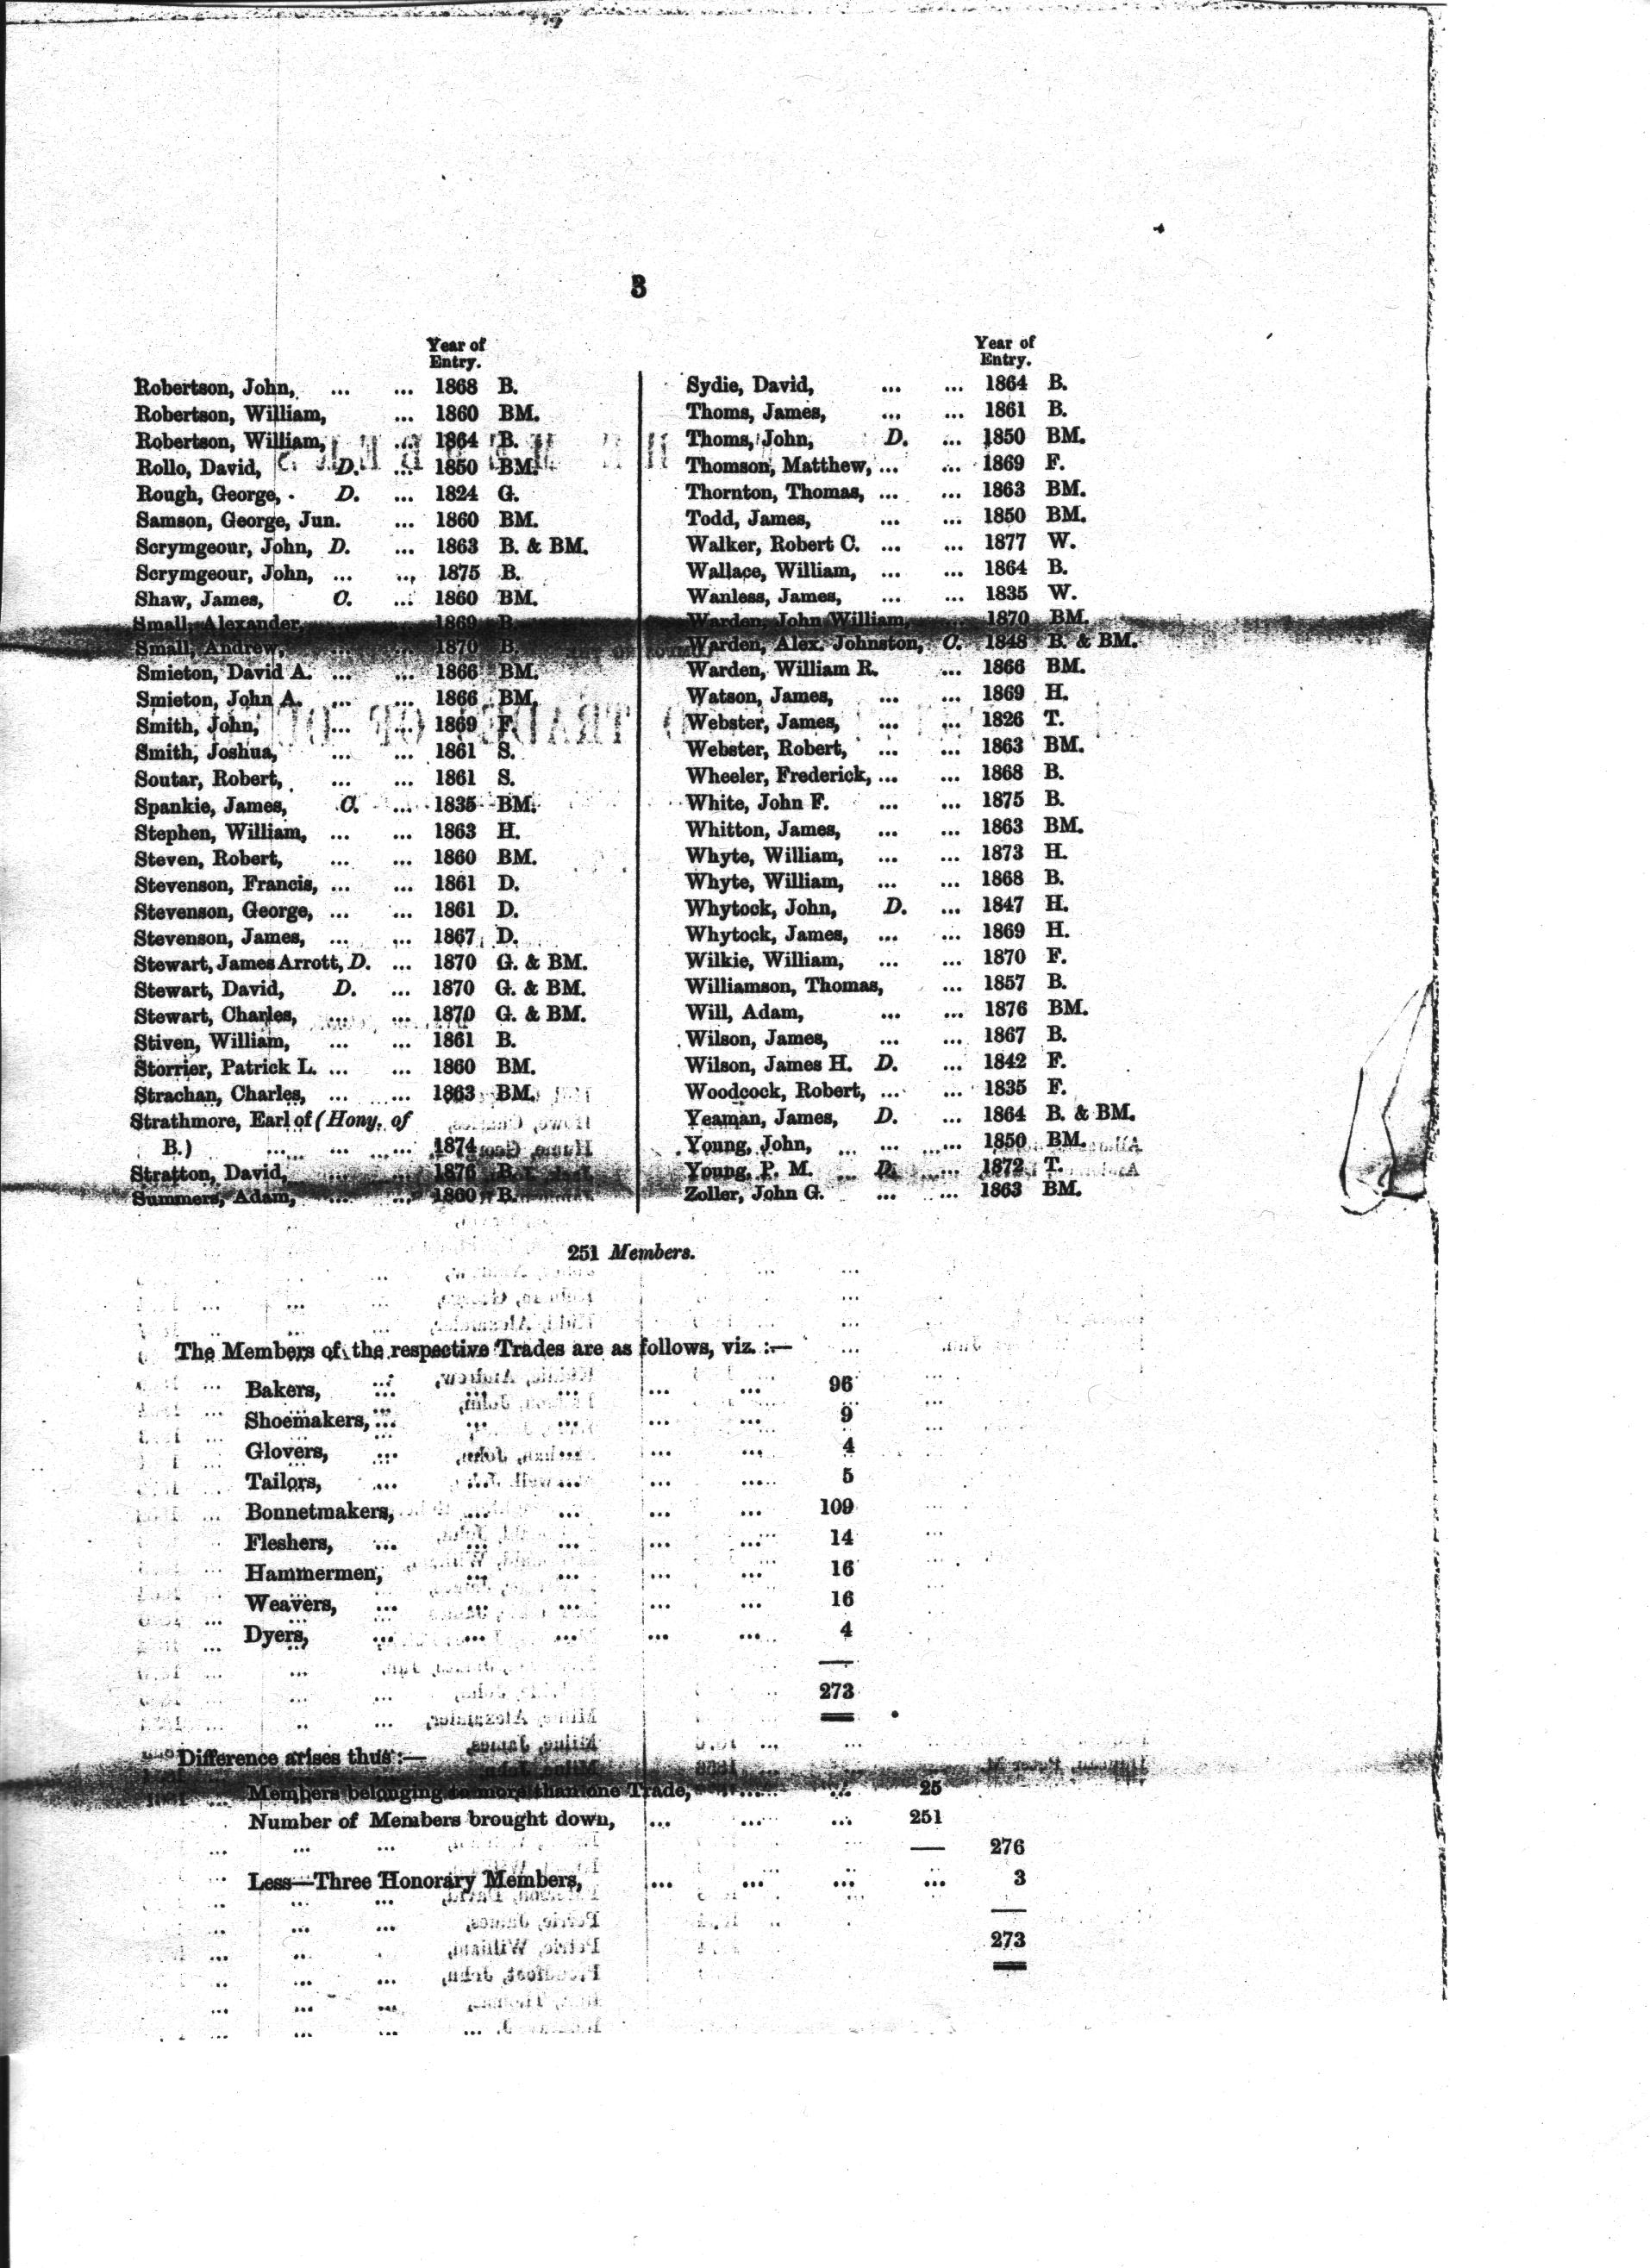 3
Year of
Entry.
Robertson, John, ... ... 1868 B.
Robertson, William, ... 1860 BM.
Robertson, William, ... 1864 B.
Rollo, David, D. ... 1850 BM.
Rough, George, D. ... 1824 G.
Samson, George, Jun. ... 1860 BM.
Scrymgeour, John, D. ... 1863 B. & BM.
Scrymgeour, John, ... ... 1875 B.
Shaw, James, C. ... 1860 BM.
Small, Alexander, ... ... 1869 B.
Small, Andrew, ... ... 1870 B.
Smieton, David A. ... ... 1866 BM.
Smieton, John A. ... ... 1866 BM.
Smith, John, ... ... 1869 F.
Smith, Joshua, ... ... 1861 S.
Soutar, Robert, ... ... 1861 S.
Spankie, James, C. ... 1835 BM.
Stephen, William, ... ... 1863 H.
Steven, Robert, ... ... 1860 BM.
Stevenson, Francis, ... ... 1861 D.
Stevenson, George, ... ... 1861 D.
Stevenson, James, ... ... 1867 D.
Stewart, James Arrott, D. ... 1870 G. & BM.
Stewart, David, D. ... 1870 G. & BM.
Stewart, Charles, ... ... 1870 G. & BM.
Stiven, William, ... ... 1861 B.
Storrier, Patrick L. ... ... 1860 BM.
Strachan, Charles, ... ... 1863 BM.
Strathmore, Earl of (Hony. of
B.) ... ... ... 1874
Stratton, David, ... ... 1876 B.
Summers, Adam, ... ... 1860 B.
Year of
Entry.
Sydie, David, ... ... 1864 B.
Thoms, James, ... ... 1861 B.
Thoms, John, D. ... 1850 BM.
Thomson, Matthew, ... ... 1869 F.
Thornton, Thomas, ... ... 1863 BM.
Todd, James, ... ... 1850 BM.
Walker, Robert C. ... ... 1877 W.
Wallace, William, ... ... 1864 B.
Wanless, James, ... ... 1835 W.
Warden, John William, ... 1870 BM.
Warden, Alex. Johnston, C. 1848 B. & BM.
Warden, William R. ... 1866 BM.
Watson, James, ... ... 1869 H.
Webster, James, ... ... 1826 T.
Webster, Robert, ... ... 1863 BM.
Wheeler, Frederick, ... ... 1868 B.
White, John F. ... ... 1875 B.
Whitton, James, ... ... 1863 BM.
Whyte, William, ... ... 1873 H.
Whyte, William, ... ... 1868 B.
Whytock, John, D. ... 1847 H.
Whytock, James, ... ... 1869 H.
Wilkie, William, ... ... 1870 F.
Williamson, Thomas, ... 1857 B.
Will, Adam, ... ... 1876 BM.
Wilson, James, ... ... 1867 B.
Wilson, James H. D. ... 1842 F.
Woodcock, Robert, ... ... 1835 F.
Yeaman, James, D. ... 1864 B. & BM.
Young, John, ... ... ... 1850 BM.
Young, P. M. ... D. ... 1872 T.
Zoller, John G. ... ... 1863 BM.
251 Members.
The Members of the respective Trades are as follows, viz. :—
Bakers, ... ... ... ... ... 96
Shoemakers, ... ... ... ... ... 9
Glovers, ... ... ... ... ... 4
Tailors, ... ... ... ... ... 5
Bonnetmakers, ... ... ... ... 109
Fleshers, ... ... ... ... ... 14
Hammermen, ... ... ... ... 16
Weavers, ... ... ... ... ... 16
Dyers, ... ... ... ... ... 4
273
Difference arises thus :—
Members belonging to more than one Trade, ... ... 25
Number of Members brought down, ... ... ... 251
276
Less—Three Honorary Members, ... ... ... ... 3
273